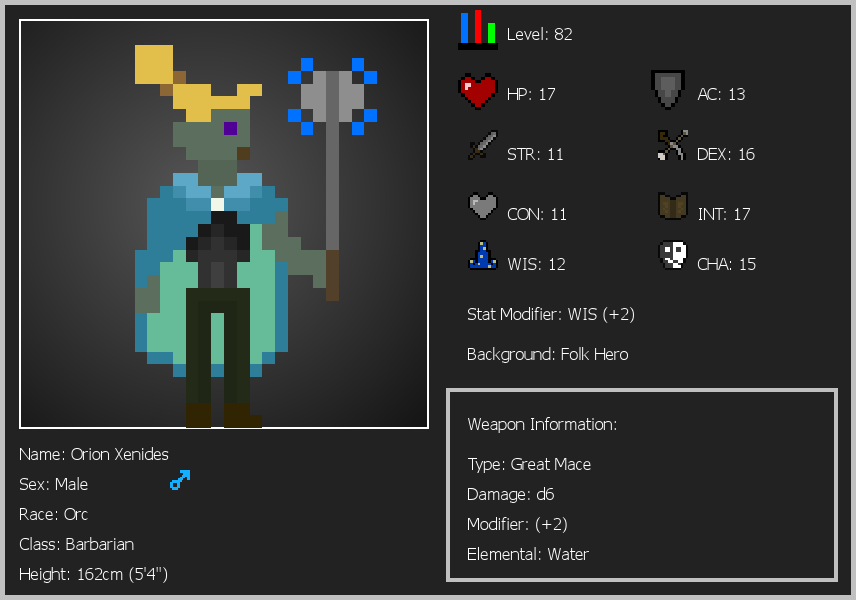 Level: 82
HP: 17
AC: 13
STR: 11
DEX: 16
CON: 11
INT: 17
WIS: 12
CHA: 15
Stat Modifier: WIS (+2)
Background: Folk Hero
Weapon Information:
Type: Great Mace
Damage: d6
Modifier: (+2)
Elemental: Water
Name: Orion Xenides
Sex: Male
Race: Orc
Class: Barbarian
Height: 162cm (5'4")